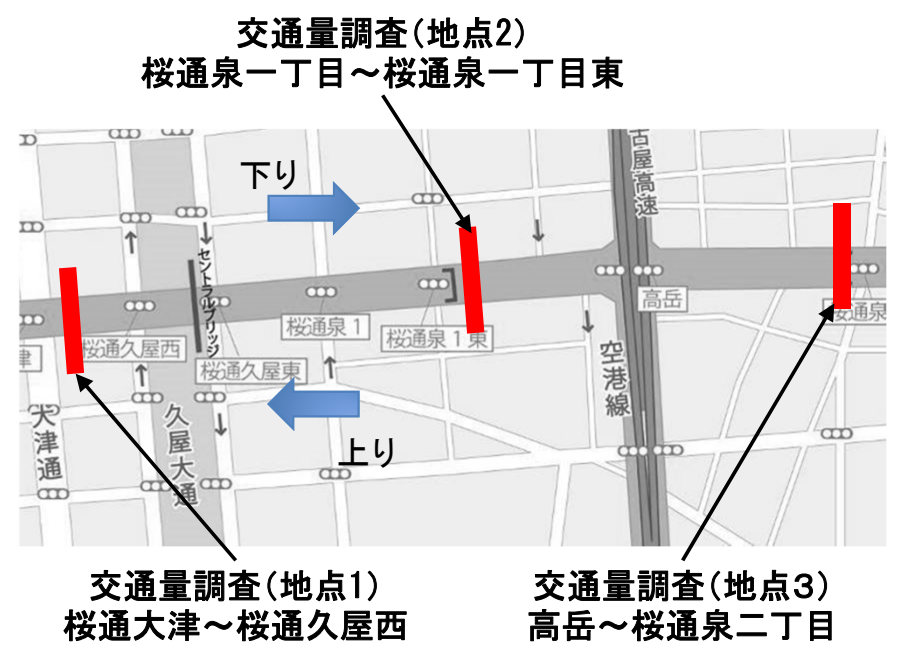 交通量調査(地点2)
桜通泉一丁目～桜通泉一丁目東
古屋高速
下り
セントラルブリッジ
高岳
桜通泉
桜通泉1
桜通泉1東
津
桜通久屋西
桜通久屋東
空港線
大津通
久屋大通
上り
交通量調査(地点1)
桜通大津～桜通久屋西
交通量調査(地点３)
高岳～桜通泉二丁目